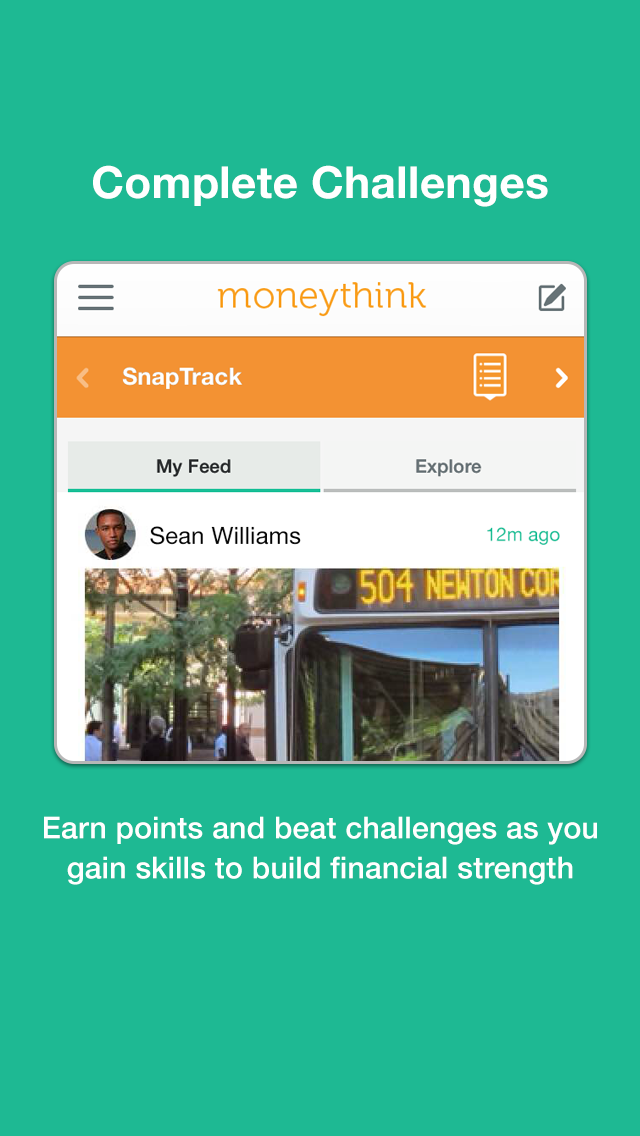 Complete Challenges
moneythink
SnapTrack
My Feed
Explore
Sean Williams
12m ago
504 NEWTON COR
Earn points and beat challenges as you
gain skills to build financial strength